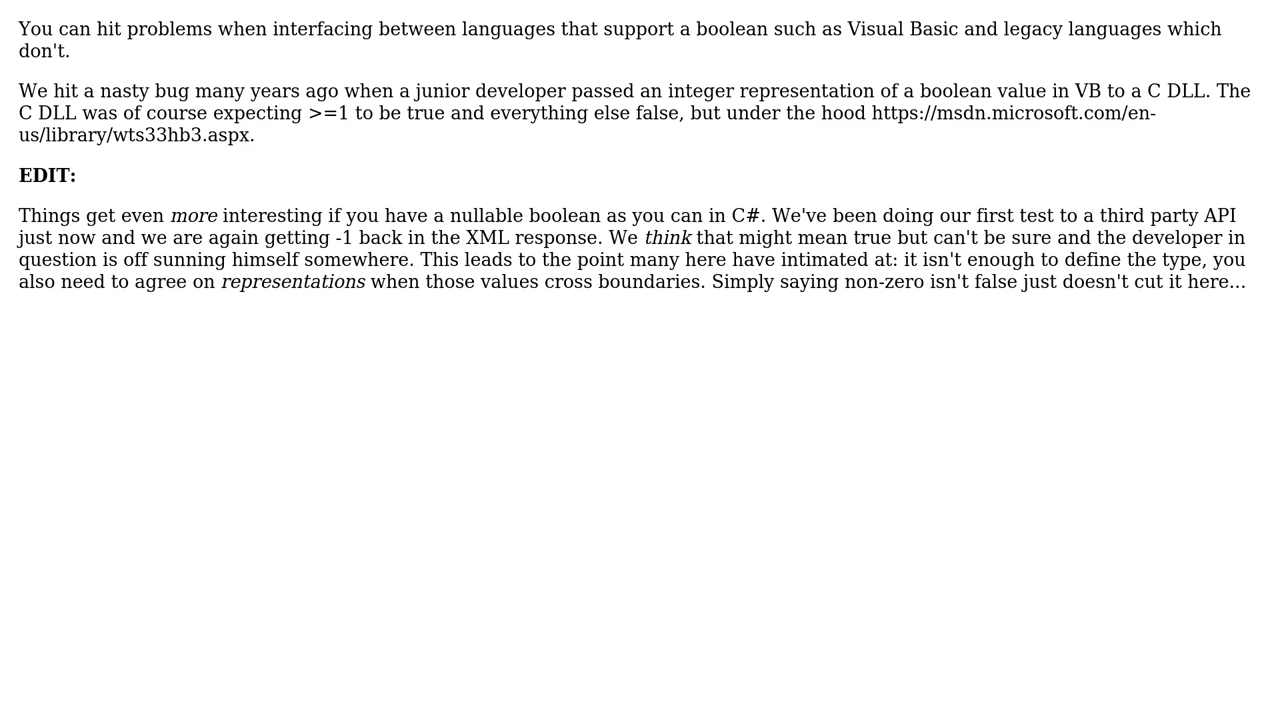 You can hit problems when interfacing between languages that support a boolean such as Visual Basic and legacy languages which
don't.
We hit a nasty bug many years ago when a junior developer passed an integer representation of a boolean value in VB to a C DLL. The
C DLL was of course expecting >=1 to be true and everything else false, but under the hood https://msdn.microsoft.com/en-
us/library/wts33hb3.aspx.
EDIT:
Things get even more interesting if you have a nullable boolean as you can in C#. We've been doing our first test to a third party API
just now and we are again getting -1 back in the XML response. We think that might mean true but can't be sure and the developer in
question is off sunning himself somewhere. This leads to the point many here have intimated at: it isn't enough to define the type, you
also need to agree on representations when those values cross boundaries. Simply saying non-zero isn't false just doesn't cut it here...